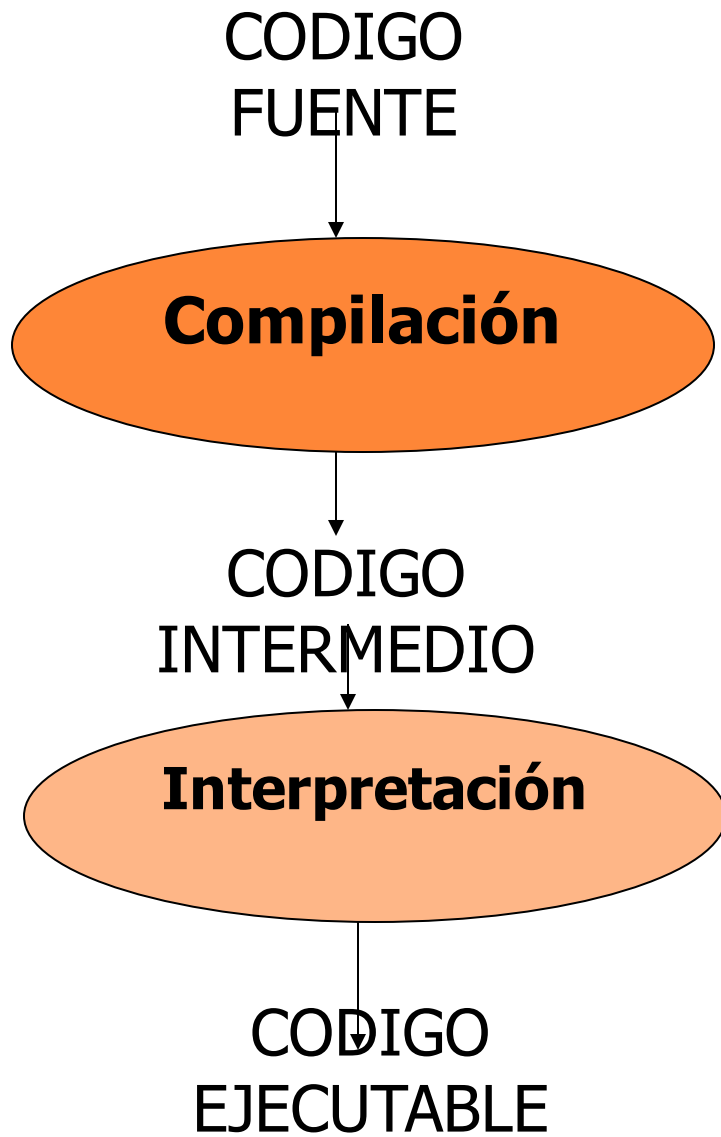 CODIGO
FUENTE
Compilación
CODIGO
INTERMEDIO
Interpretación
CODIGO
EJECUTABLE